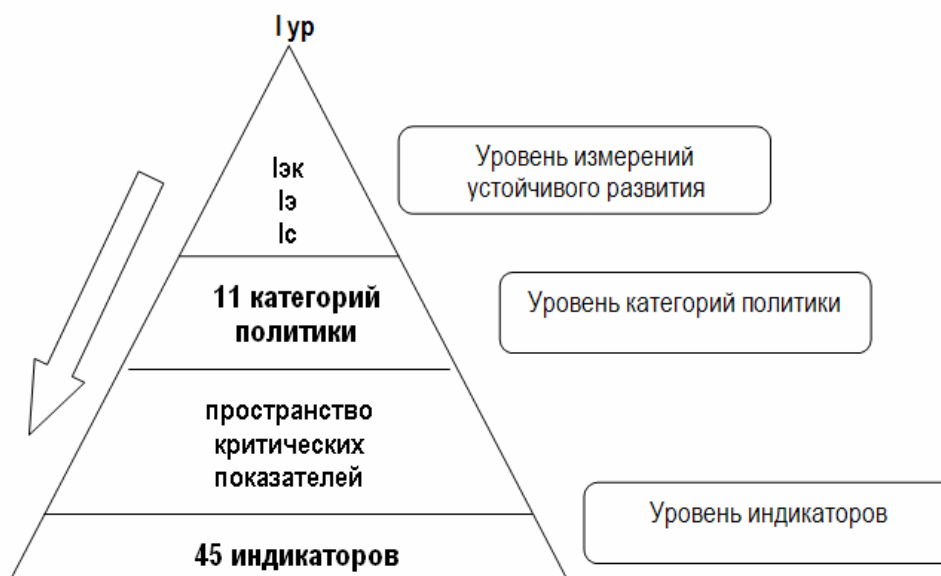 I ур
Iэк
Iэ
Iс
Уровень измерений
устойчивого развития
11 категорий
политики
Уровень категорий политики
пространство
критических
показателей
Уровень индикаторов
45 индикаторов